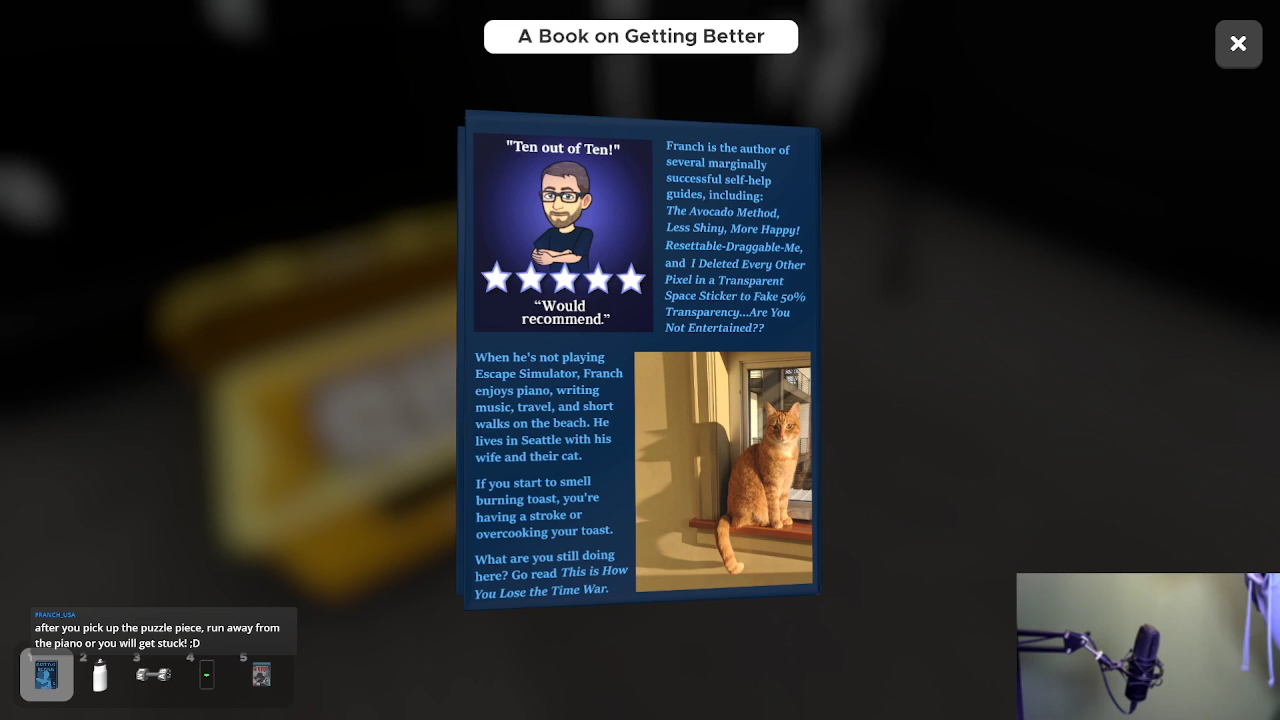 A Book on Getting Better
"Ten out of Ten!"
“Would
recommend.”
Franch is the author of
several marginally
successful self-help
guides, including:
The Avocado Method,
Less Shiny, More Happy!
Resettable-Draggable-Me,
and I Deleted Every Other
Pixel in a Transparent
Space Sticker to Fake 50%
Transparency...Are You
Not Entertained??
When he's not playing
Escape Simulator, Franch
enjoys piano, writing
music, travel, and short
walks on the beach. He
lives in Seattle with his
wife and their cat.
If you start to smell
burning toast, you're
having a stroke or
overcooking your toast.
What are you still doing
here? Go read This is How
You Lose the Time War.
FRANCH_USA
after you pick up the puzzle piece, run away from
the piano or you will get stuck! ;D
1 2 3 4 5